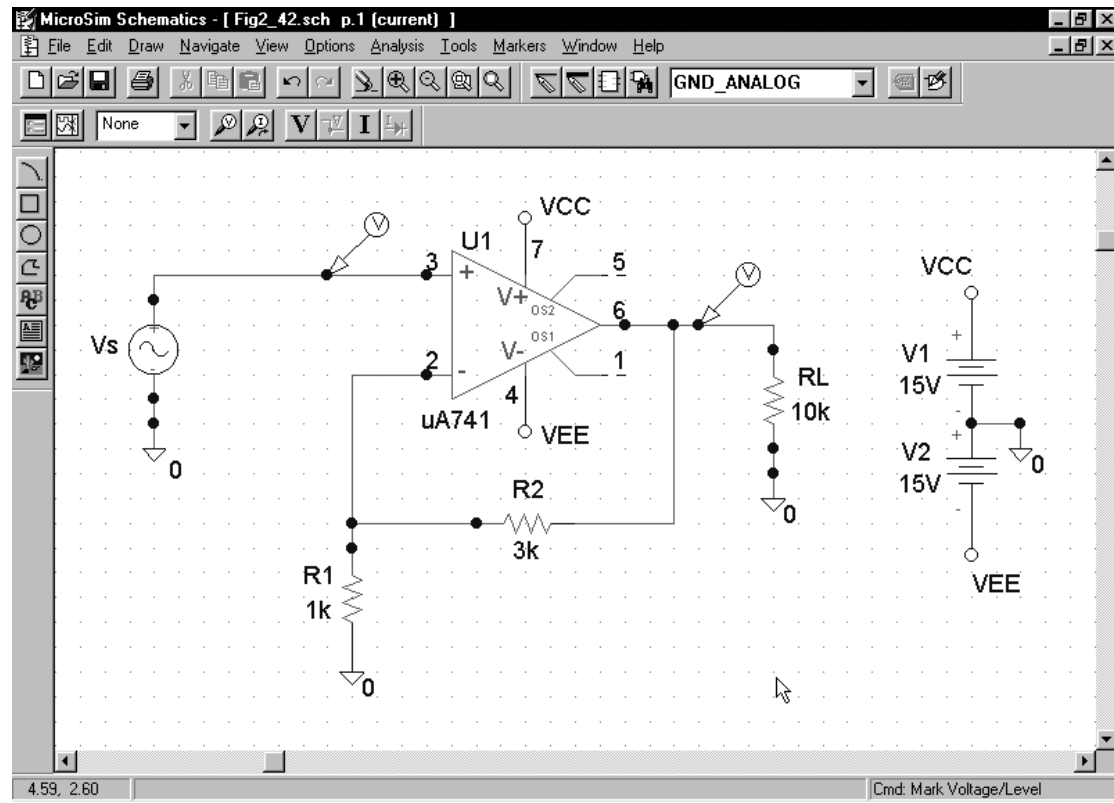 MicroSim Schematics - [ Fig2_42.sch p.1 (current) ]
File Edit Draw Navigate View Options Analysis Tools Markers Window Help
GND_ANALOG
None
V
I
V
VCC
U1
7
3
+
5
V
V+
OS2
6
OS1
V-
Vs
+
-
2
-
1
4
uA741
VEE
RL
10k
VCC
+
V1
15V
-
0
+
V2
15V
-
0
R2
3k
0
R1
1k
VEE
0
4.59, 2.60
Cmd: Mark Voltage/Level